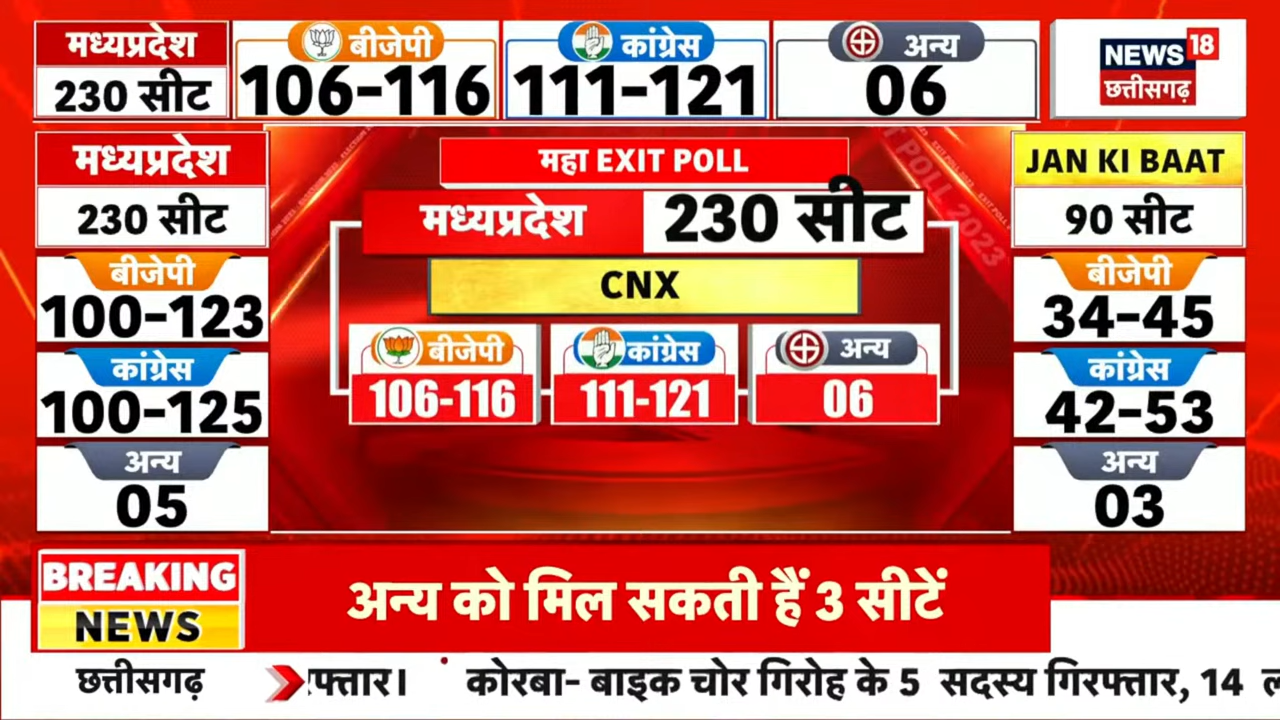 मध्यप्रदेश
230 सीट
बीजेपी
106-116
कांग्रेस
111-121
अन्य
06
NEWS 18
छत्तीसगढ़
मध्यप्रदेश
230 सीट
बीजेपी
100-123
कांग्रेस
100-125
अन्य
05
महा EXIT POLL
मध्यप्रदेश 230 सीट
CNX
बीजेपी
106-116
कांग्रेस
111-121
अन्य
06
JAN KI BAAT
90 सीट
बीजेपी
34-45
कांग्रेस
42-53
अन्य
03
BREAKING
NEWS
अन्य को मिल सकती हैं 3 सीटें
छत्तीसगढ़
कोरबा- बाइक चोर गिरोह के 5 सदस्य गिरफ्तार, 14